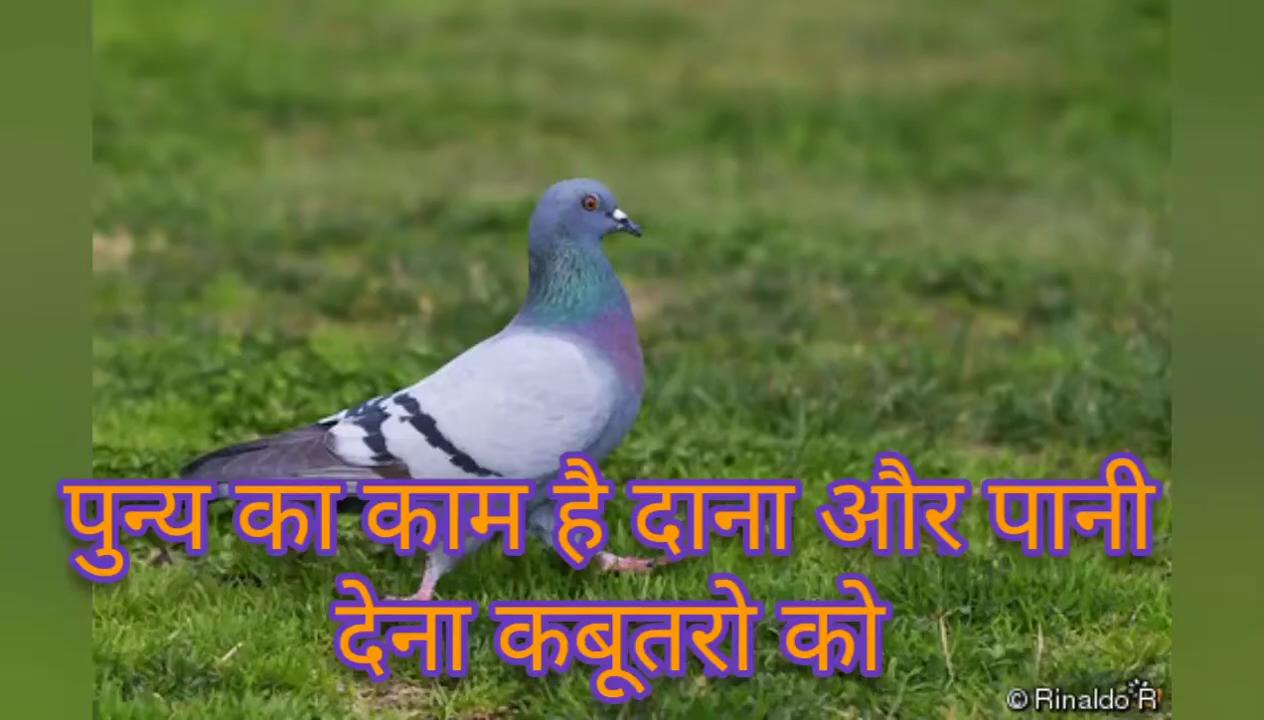 पुन्य का काम है दाना और पानी
देना कबूतरो को
© Rinaldo R